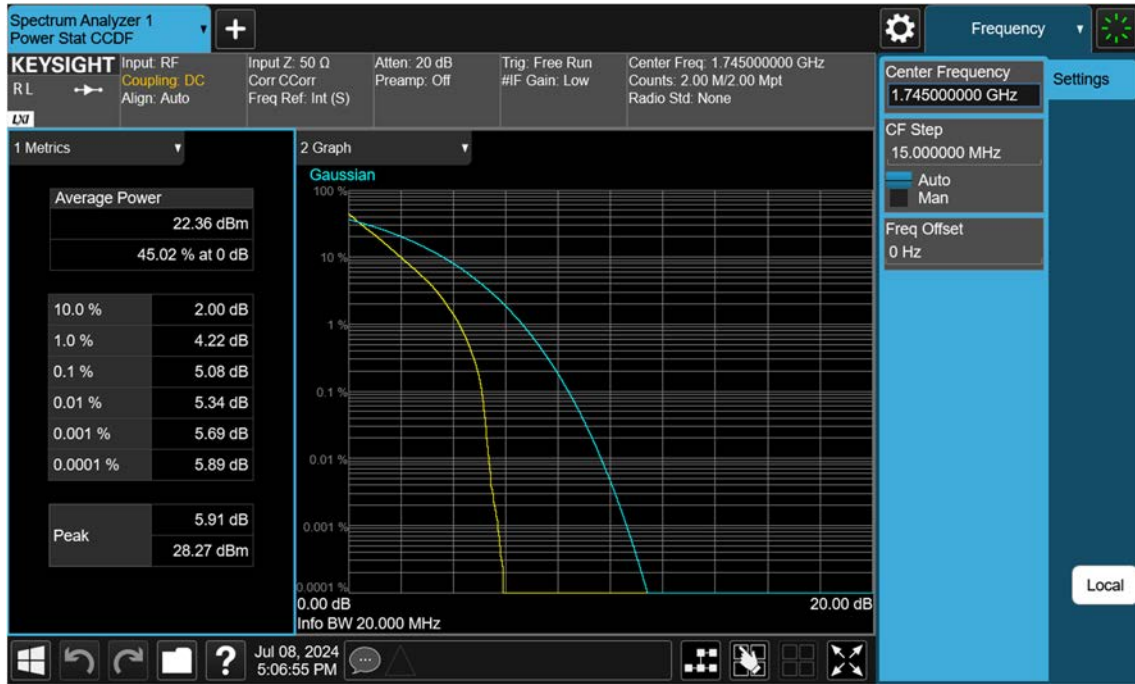 Spectrum Analyzer 1
Power Stat CCDF
+
Frequency
KEYSIGHT
R L
LXI
Input: RF
Coupling: DC
Align: Auto
Input Z: 50 Ω
Corr CCorr
Freq Ref: Int (S)
Atten: 20 dB
Preamp: Off
Trig: Free Run
#IF Gain: Low
Center Freq: 1.745000000 GHz
Counts: 2.00 M/2.00 Mpt
Radio Std: None
Center Frequency
1.745000000 GHz
Settings
CF Step
15.000000 MHz
Auto
Man
Freq Offset
0 Hz
Local
1 Metrics
Average Power
22.36 dBm
45.02 % at 0 dB
10.0 % 2.00 dB
1.0 % 4.22 dB
0.1 % 5.08 dB
0.01 % 5.34 dB
0.001 % 5.69 dB
0.0001 % 5.89 dB
Peak
5.91 dB
28.27 dBm
2 Graph
Gaussian
100 %
10 %
1 %
0.1 %
0.01 %
0.001 %
0.0001 %
0.00 dB 20.00 dB
Info BW 20.000 MHz
?
Jul 08, 2024
5:06:55 PM